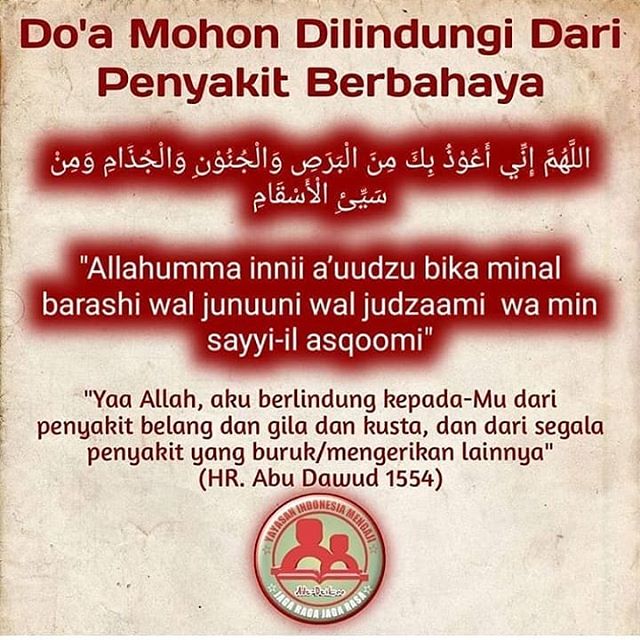 Do'a Mohon Dilindungi Dari
Penyakit Berbahaya
اللَّهُمَّ إِنِّي أَعُوْذُ بِكَ مِنَ الْبَرَصِ وَالْجُنُوْنِ وَالْجُذَامِ وَمِنْ
سَيِّئِ الْأَسْقَامِ
"Allahumma innii a’uudzu bika minal
barashi wal junuuni wal judzaami wa min
sayyi-il asqoomi"
"Yaa Allah, aku berlindung kepada-Mu dari
penyakit belang dan gila dan kusta, dan dari segala
penyakit yang buruk/mengerikan lainnya"
(HR. Abu Dawud 1554)
YAYASAN INDONESIA MENGAJI
JAGA RAGA JAGA RASA